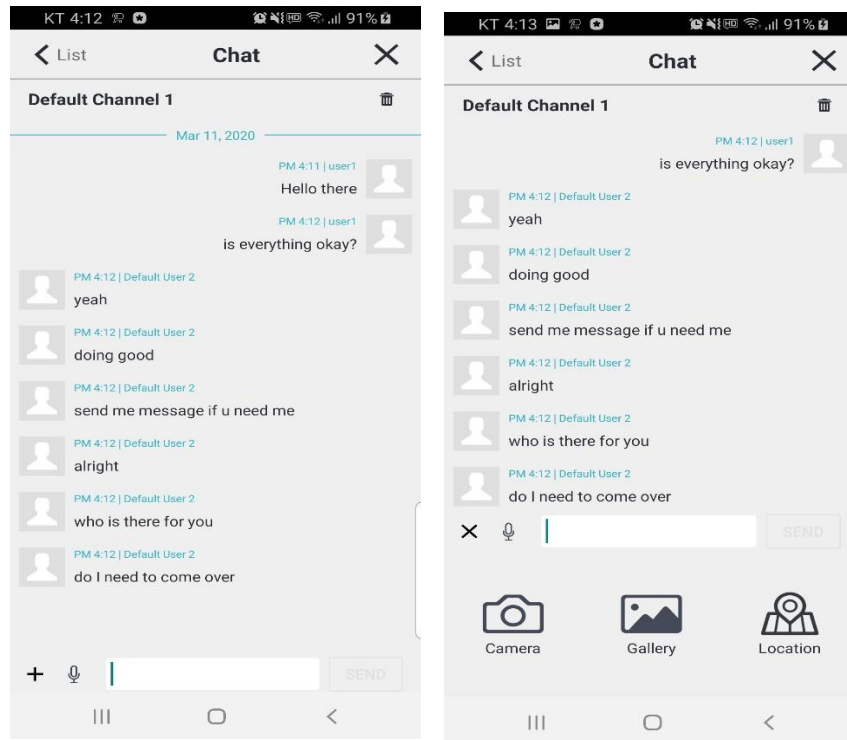 KT 4:12 91%
List Chat
Default Channel 1
Mar 11, 2020
PM 4:11 | user1
Hello there
PM 4:12 | user1
is everything okay?
PM 4:12 | Default User 2
yeah
PM 4:12 | Default User 2
doing good
PM 4:12 | Default User 2
send me message if u need me
PM 4:12 | Default User 2
alright
PM 4:12 | Default User 2
who is there for you
PM 4:12 | Default User 2
do I need to come over
SEND
KT 4:13 HD 91%
List Chat
Default Channel 1
PM 4:12 | user1
is everything okay?
PM 4:12 | Default User 2
yeah
PM 4:12 | Default User 2
doing good
PM 4:12 | Default User 2
send me message if u need me
PM 4:12 | Default User 2
alright
PM 4:12 | Default User 2
who is there for you
PM 4:12 | Default User 2
do I need to come over
SEND
Camera Gallery Location